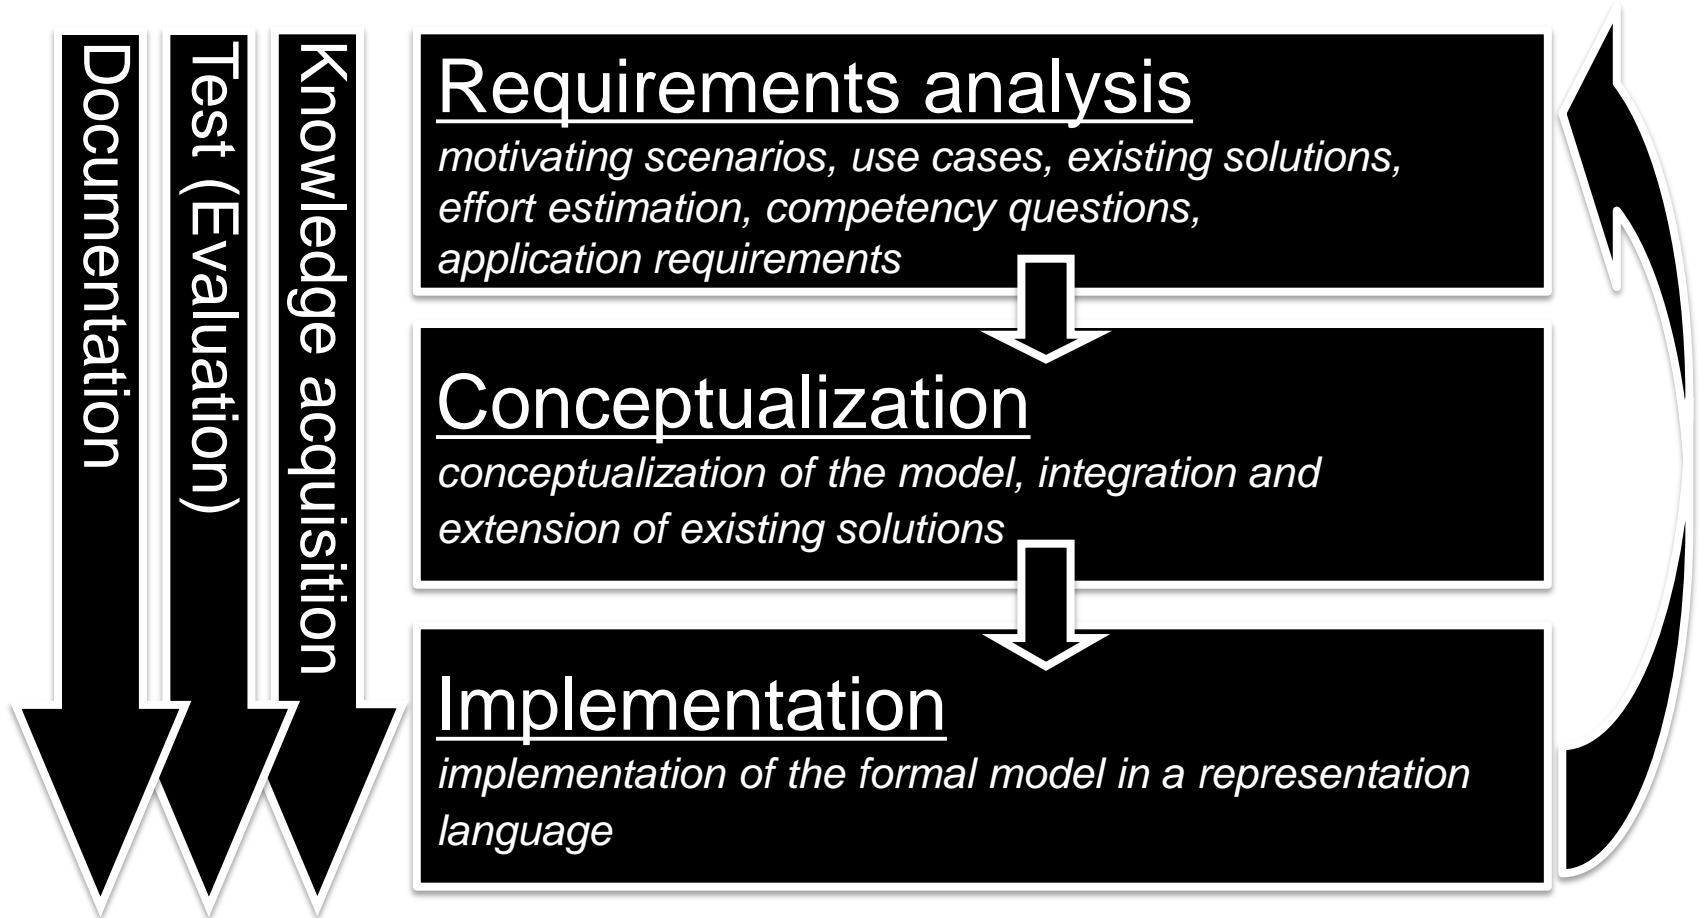 Documentation
Test (Evaluation)
Knowledge acquisition
Requirements analysis
motivating scenarios, use cases, existing solutions,
effort estimation, competency questions,
application requirements
Conceptualization
conceptualization of the model, integration and
extension of existing solutions
Implementation
implementation of the formal model in a representation
language